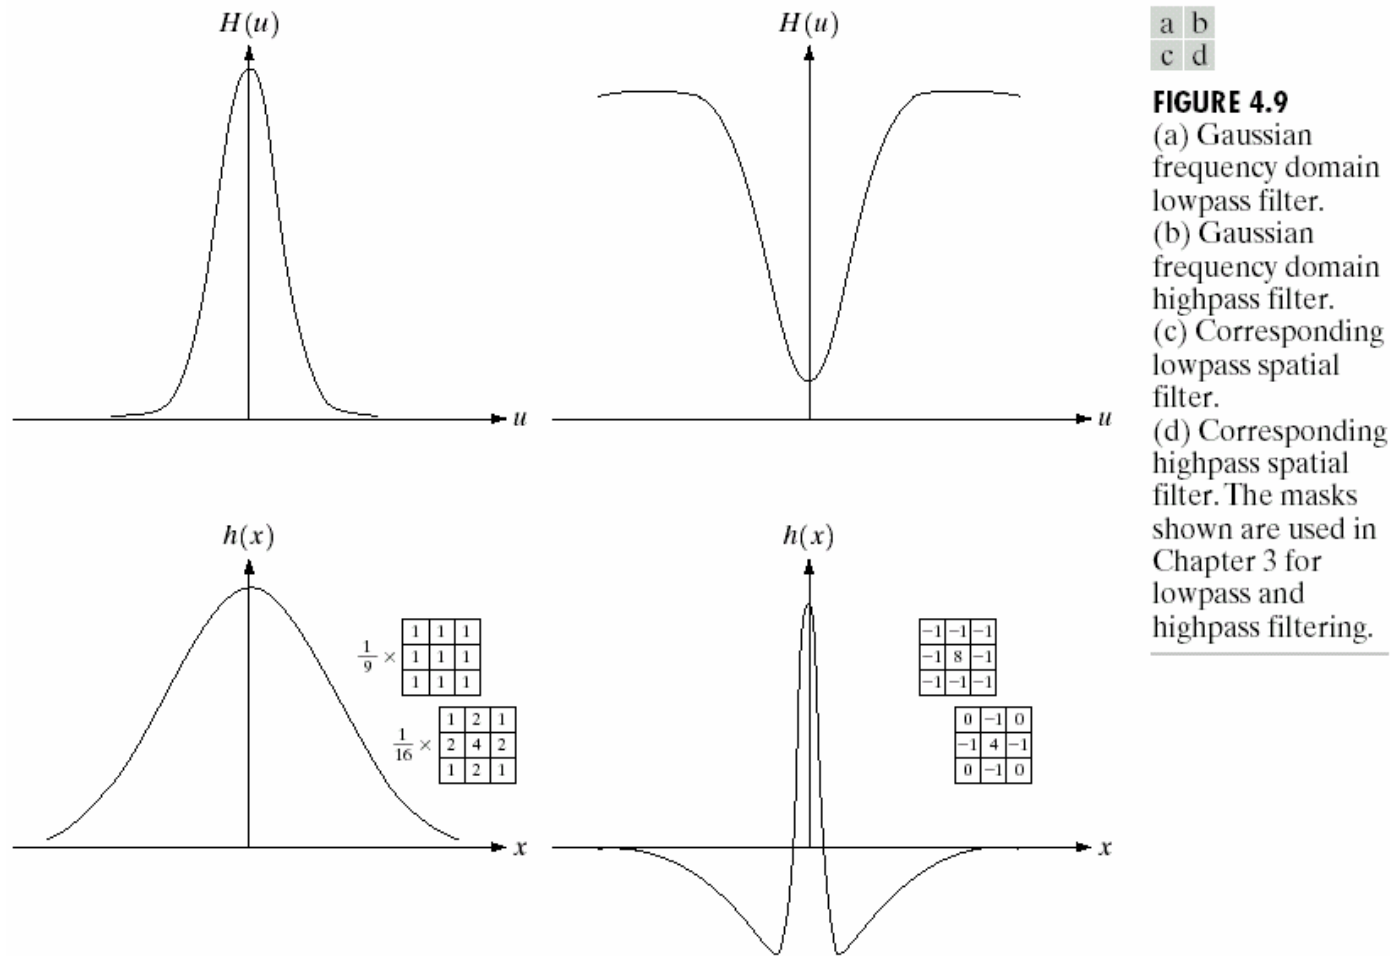 H(u)
u
H(u)
u
a b
c d
FIGURE 4.9
(a) Gaussian
frequency domain
lowpass filter.
(b) Gaussian
frequency domain
highpass filter.
(c) Corresponding
lowpass spatial
filter.
(d) Corresponding
highpass spatial
filter. The masks
shown are used in
Chapter 3 for
lowpass and
highpass filtering.
h(x)
1/9 ×
1 1 1
1 1 1
1 1 1
1/16 ×
1 2 1
2 4 2
1 2 1
x
h(x)
−1 −1 −1
−1 8 −1
−1 −1 −1
0 −1 0
−1 4 −1
0 −1 0
x